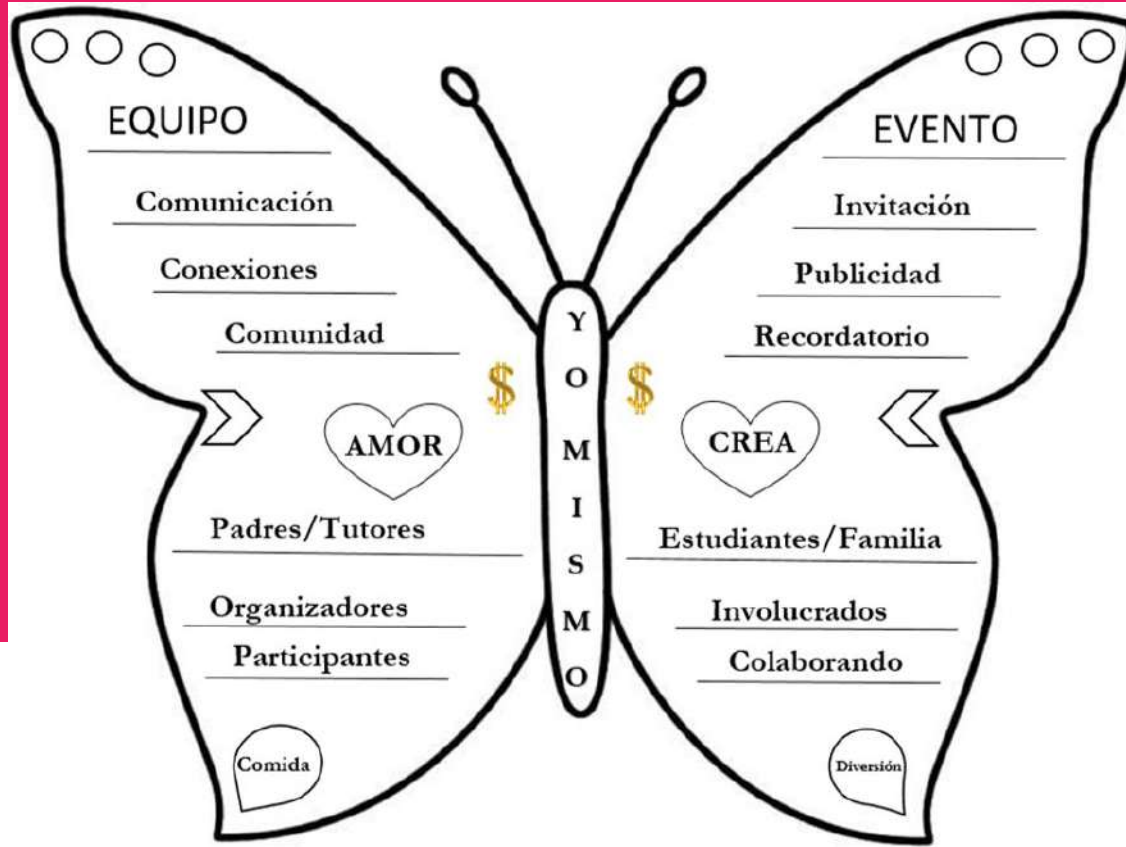 EQUIPO
Comunicación
Conexiones
Comunidad
$
AMOR
Padres/Tutores
Organizadores
Participantes
Comida
Y
O
M
I
S
M
O
EVENTO
Invitación
Publicidad
Recordatorio
$
CREA
Estudiantes/Familia
Involucrados
Colaborando
Diversión